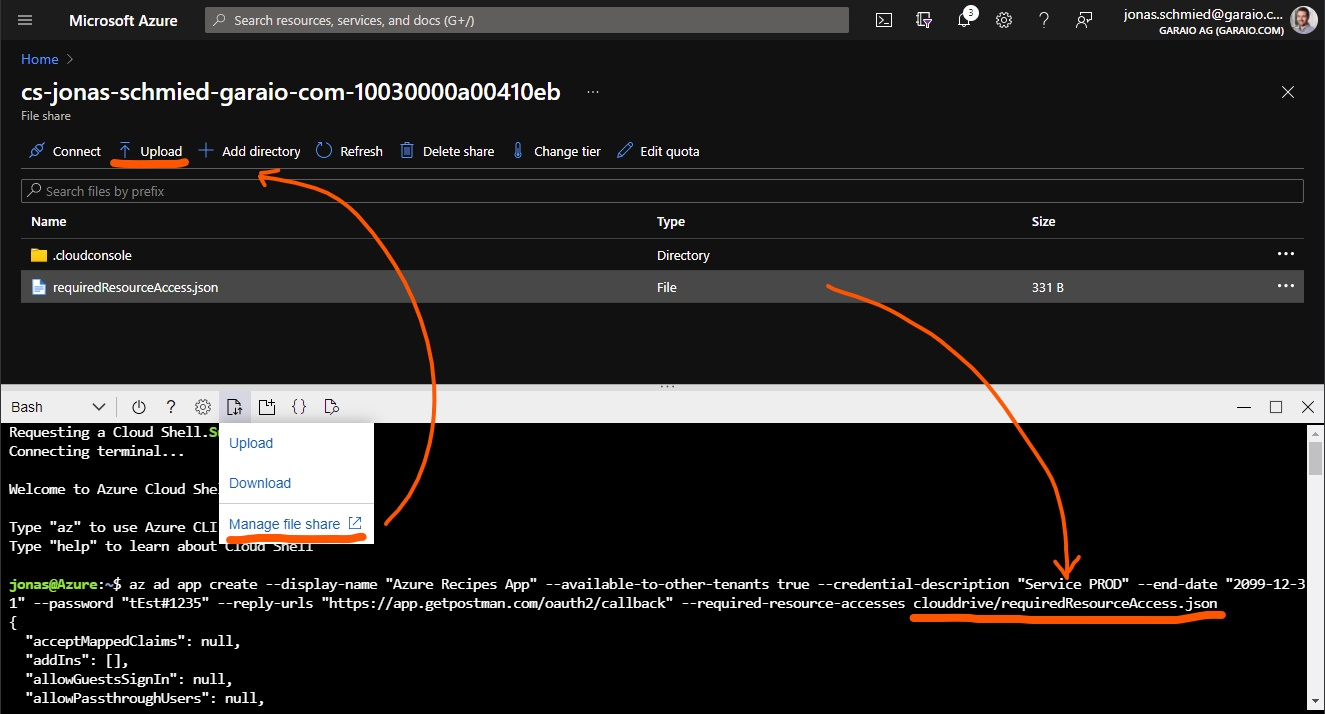 Microsoft Azure
Search resources, services, and docs (G+/)
3
jonas.schmied@garaio.c...
GARAIO AG (GARAIO.COM)
Home
cs-jonas-schmied-garaio-com-10030000a00410eb ...
File share
Connect Upload Add directory Refresh Delete share Change tier Edit quota
Search files by prefix
Name Type Size
.cloudconsole Directory ...
requiredResourceAccess.json File 331 B ...
Bash ? {}
Requesting a Cloud Shell.
Connecting terminal...
Welcome to Azure Cloud She
Type "az" to use Azure CLI
Type "help" to learn about Cloud Shell
Upload
Download
Manage file share
jonas@Azure:~$ az ad app create --display-name "Azure Recipes App" --available-to-other-tenants true --credential-description "Service PROD" --end-date "2099-12-3
1" --password "tEst#1235" --reply-urls "https://app.getpostman.com/oauth2/callback" --required-resource-accesses clouddrive/requiredResourceAccess.json
{
"acceptMappedClaims": null,
"addIns": [],
"allowGuestsSignIn": null,
"allowPassthroughUsers": null,